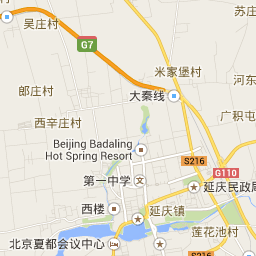 苏庄
吴庄村
G7
米家堡村
河东
郎庄村
大秦线
广积屯
西辛庄村
Beijing Badaling
Hot Spring Resort
S216
G110
第一中学
延庆民政局
西楼
延庆镇
S216
莲花池村
北京夏都会议中心